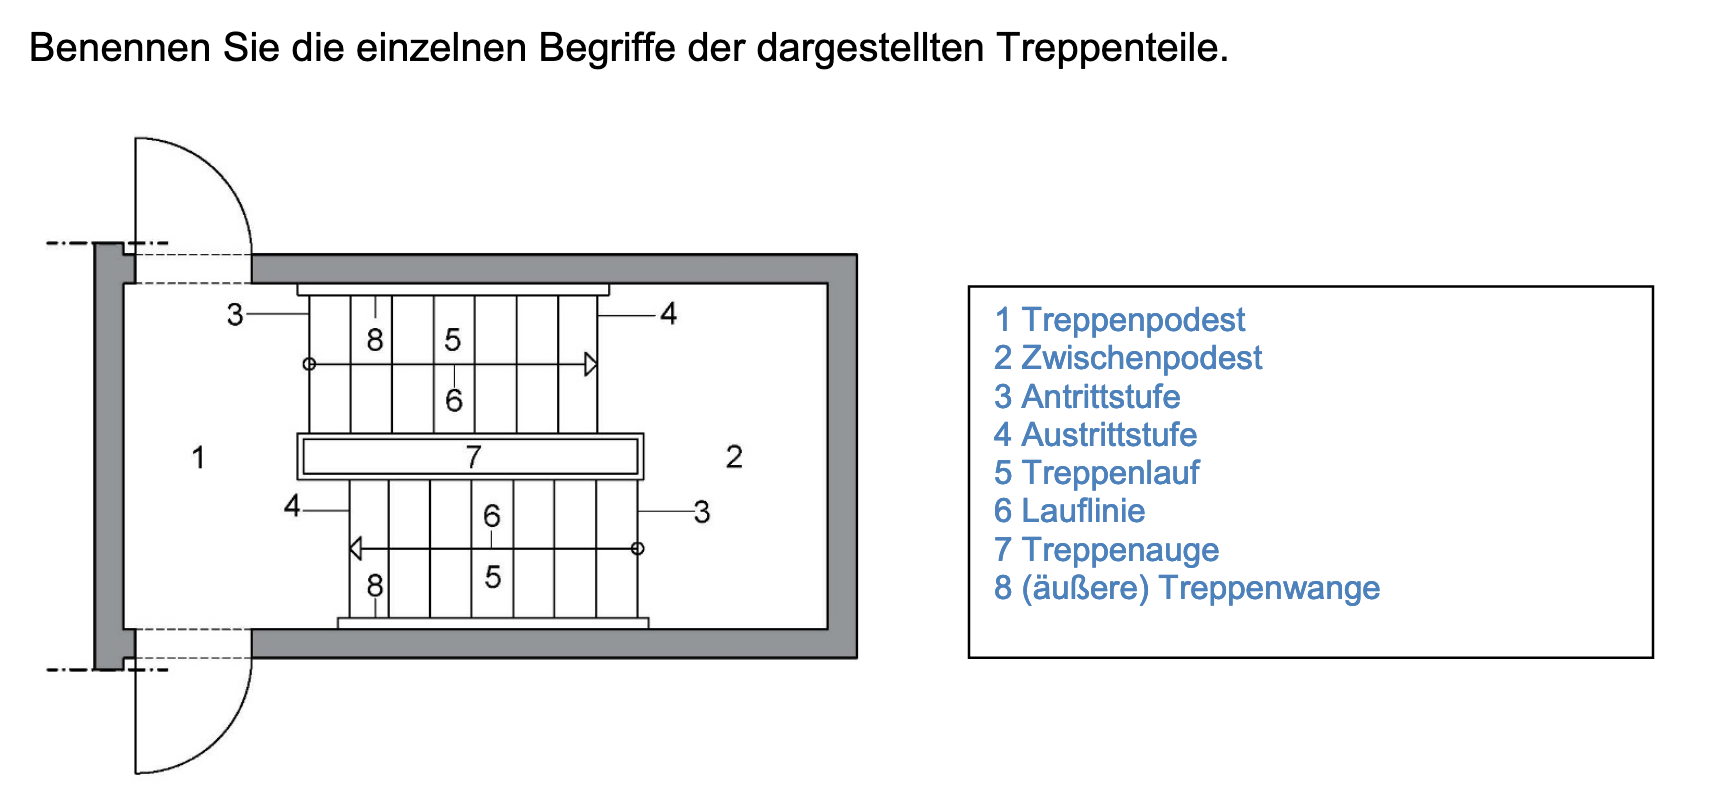 Benennen Sie die einzelnen Begriffe der dargestellten Treppenteile.
3
8
5
4
6
1
7
2
4
6
3
8
5
1 Treppenpodest
2 Zwischenpodest
3 Antrittstufe
4 Austrittstufe
5 Treppenlauf
6 Lauflinie
7 Treppenauge
8 (äußere) Treppenwange